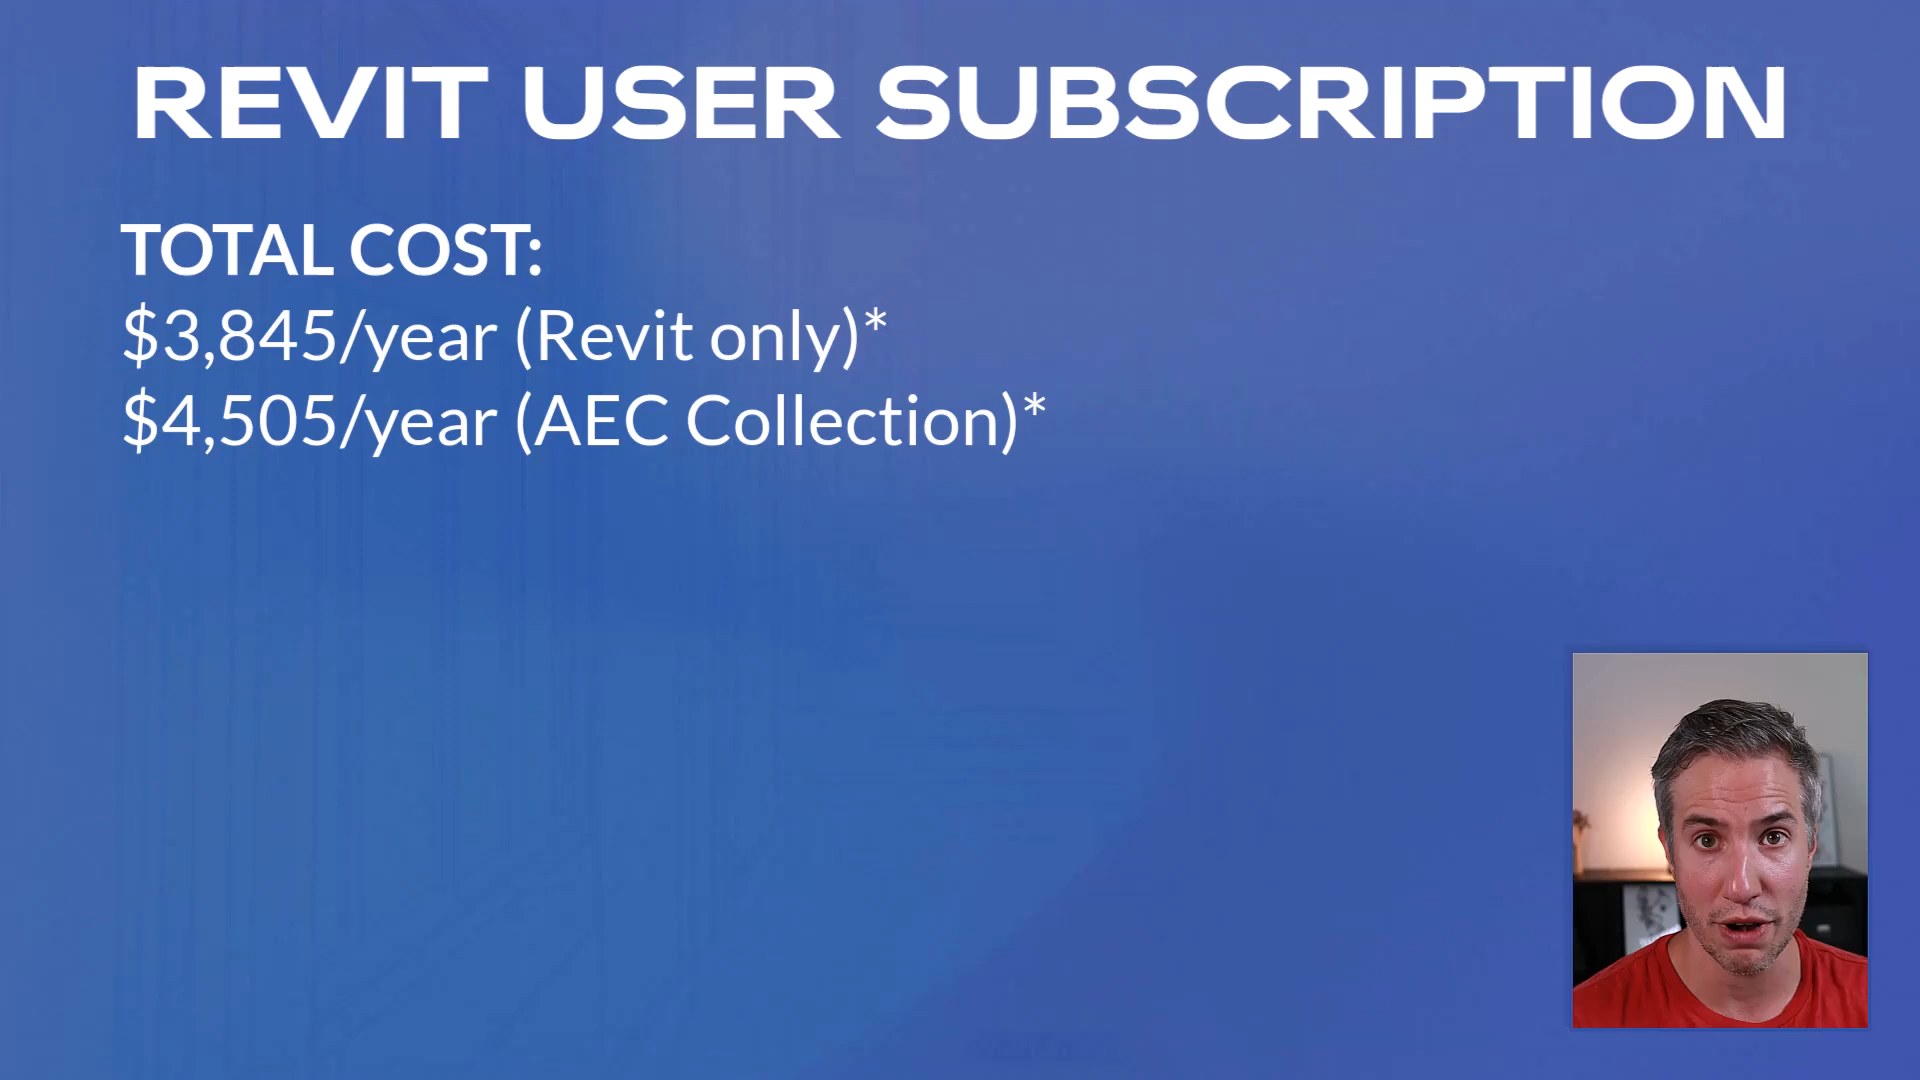 REVIT USER SUBSCRIPTION
TOTAL COST:
$3,845/year (Revit only)*
$4,505/year (AEC Collection)*